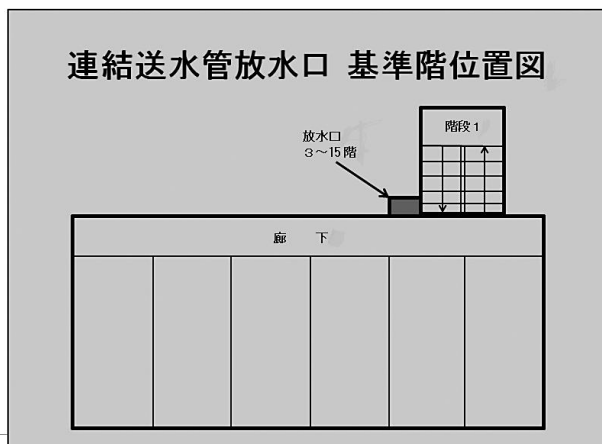 連結送水管放水口 基準階位置図
階段1
放水口
3～15階
廊 下